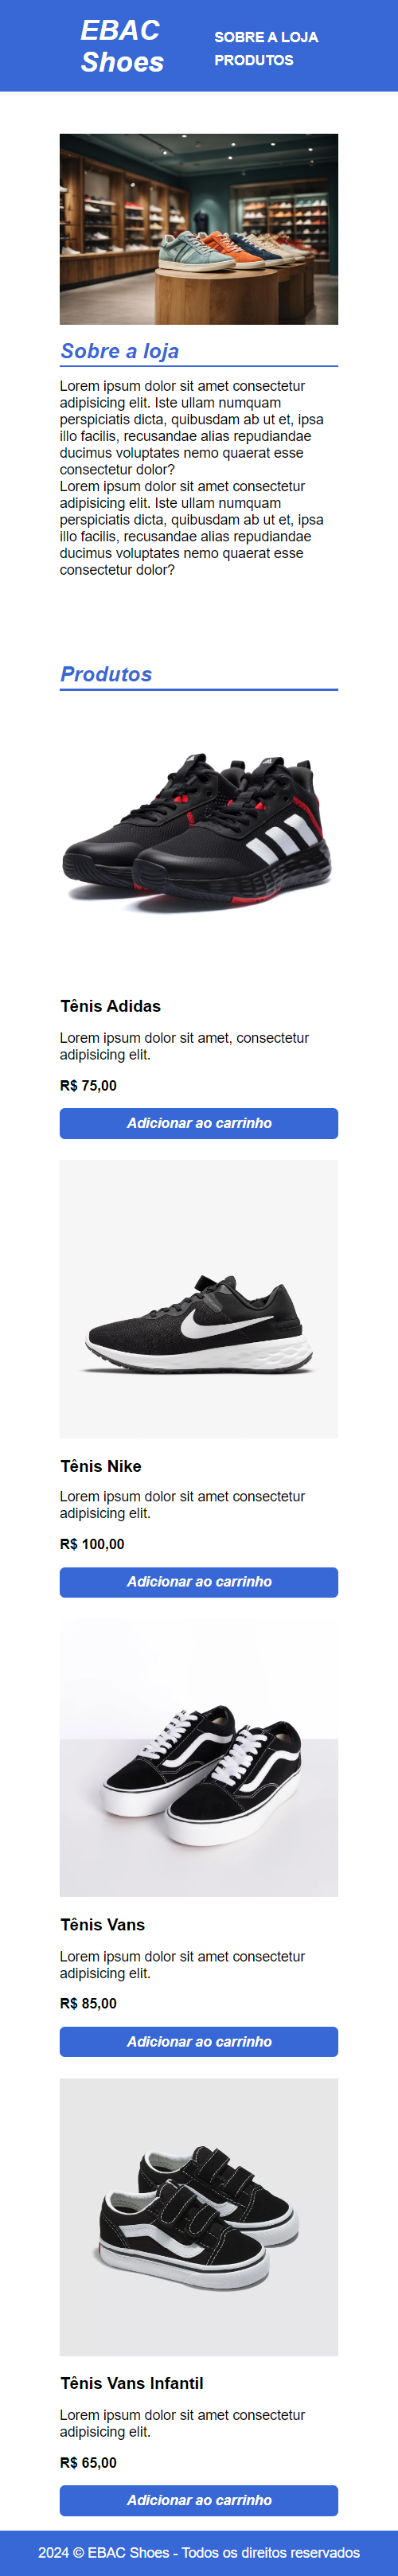 EBAC
Shoes
SOBRE A LOJA
PRODUTOS
Sobre a loja
Lorem ipsum dolor sit amet consectetur
adipisicing elit. Iste ullam numquam
perspiciatis dicta, quibusdam ab ut et, ipsa
illo facilis, recusandae alias repudiandae
ducimus voluptates nemo quaerat esse
consectetur dolor?
Lorem ipsum dolor sit amet consectetur
adipisicing elit. Iste ullam numquam
perspiciatis dicta, quibusdam ab ut et, ipsa
illo facilis, recusandae alias repudiandae
ducimus voluptates nemo quaerat esse
consectetur dolor?
Produtos
Tênis Adidas
Lorem ipsum dolor sit amet, consectetur
adipisicing elit.
R$ 75,00
Adicionar ao carrinho
Tênis Nike
Lorem ipsum dolor sit amet consectetur
adipisicing elit.
R$ 100,00
Adicionar ao carrinho
Tênis Vans
Lorem ipsum dolor sit amet consectetur
adipisicing elit.
R$ 85,00
Adicionar ao carrinho
Tênis Vans Infantil
Lorem ipsum dolor sit amet consectetur
adipisicing elit.
R$ 65,00
Adicionar ao carrinho
2024 © EBAC Shoes - Todos os direitos reservados